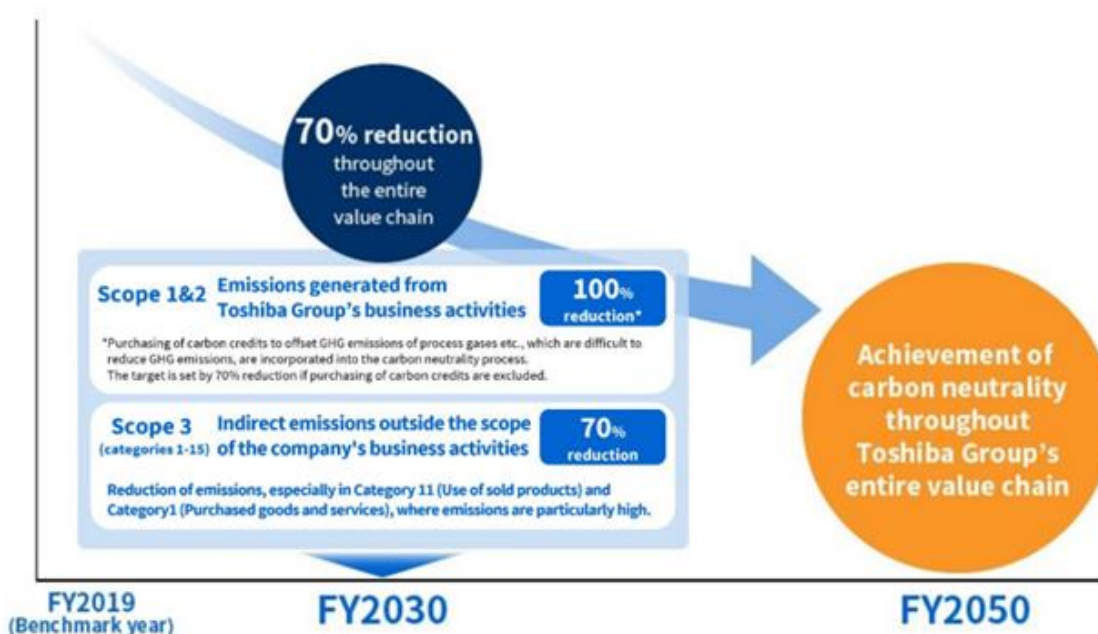 70% reduction
throughout
the entire
value chain
Scope 1&2 Emissions generated from
Toshiba Group's business activities
100%
reduction*
*Purchasing of carbon credits to offset GHG emissions of process gases etc., which are difficult to
reduce GHG emissions, are incorporated into the carbon neutrality process.
The target is set by 70% reduction if purchasing of carbon credits are excluded.
Scope 3
(categories 1-15)
Indirect emissions outside the scope
of the company's business activities
70%
reduction
Reduction of emissions, especially in Category 11 (Use of sold products) and
Category1 (Purchased goods and services), where emissions are particularly high.
Achievement of
carbon neutrality
throughout
Toshiba Group's
entire value chain
FY2019
(Benchmark year)
FY2030
FY2050